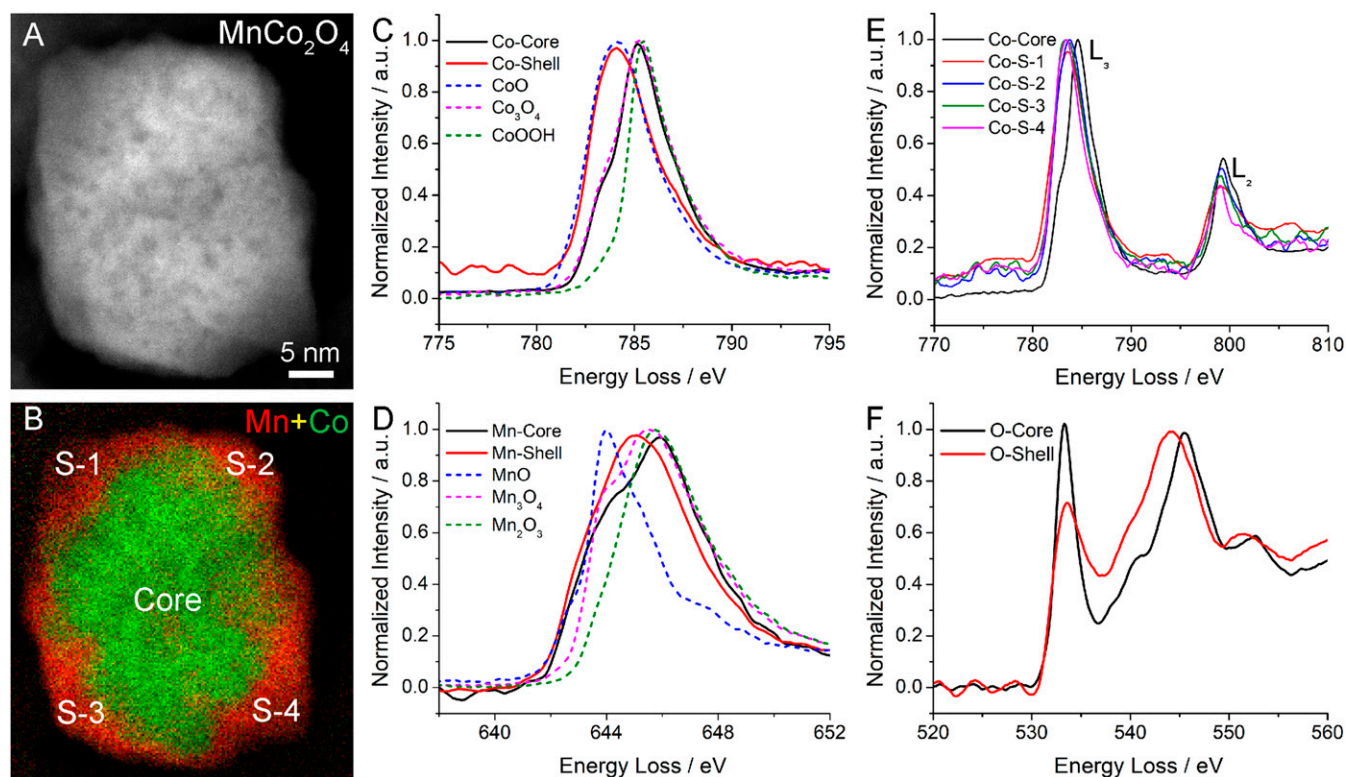 A
MnCo₂O₄
5 nm
B
Mn+Co
S-1
S-2
Core
S-3
S-4
C
Normalized Intensity / a.u.
1.0
0.8
0.6
0.4
0.2
0.0
Co-Core
Co-Shell
CoO
Co₃O₄
CoOOH
775 780 785 790 795
Energy Loss / eV
D
Normalized Intensity / a.u.
1.0
0.8
0.6
0.4
0.2
0.0
Mn-Core
Mn-Shell
MnO
Mn₃O₄
Mn₂O₃
640 644 648 652
Energy Loss / eV
E
Normalized Intensity / a.u.
1.0
0.8
0.6
0.4
0.2
0.0
Co-Core
Co-S-1
Co-S-2
Co-S-3
Co-S-4
L₃
L₂
770 780 790 800 810
Energy Loss / eV
F
Normalized Intensity / a.u.
1.0
0.8
0.6
0.4
0.2
0.0
O-Core
O-Shell
520 530 540 550 560
Energy Loss / eV